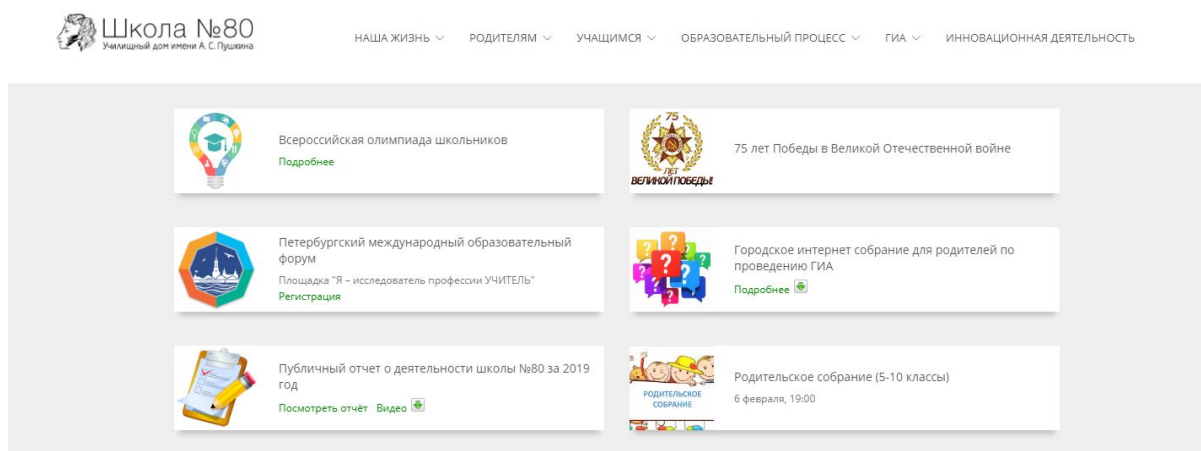 Школа №80
Училищный дом имени А. С. Пушкина
НАША ЖИЗНЬ РОДИТЕЛЯМ УЧАЩИМСЯ ОБРАЗОВАТЕЛЬНЫЙ ПРОЦЕСС ГИА ИННОВАЦИОННАЯ ДЕЯТЕЛЬНОСТЬ
Всероссийская олимпиада школьников
Подробнее
75
ЛЕТ
ВЕЛИКОЙ ПОБЕДЫ!
75 лет Победы в Великой Отечественной войне
Петербургский международный образовательный
форум
Площадка "Я – исследователь профессии УЧИТЕЛЬ"
Регистрация
Городское интернет собрание для родителей по
проведению ГИА
Подробнее
Публичный отчет о деятельности школы №80 за 2019
год
Посмотреть отчёт Видео
РОДИТЕЛЬСКОЕ
СОБРАНИЕ
Родительское собрание (5-10 классы)
6 февраля, 19:00